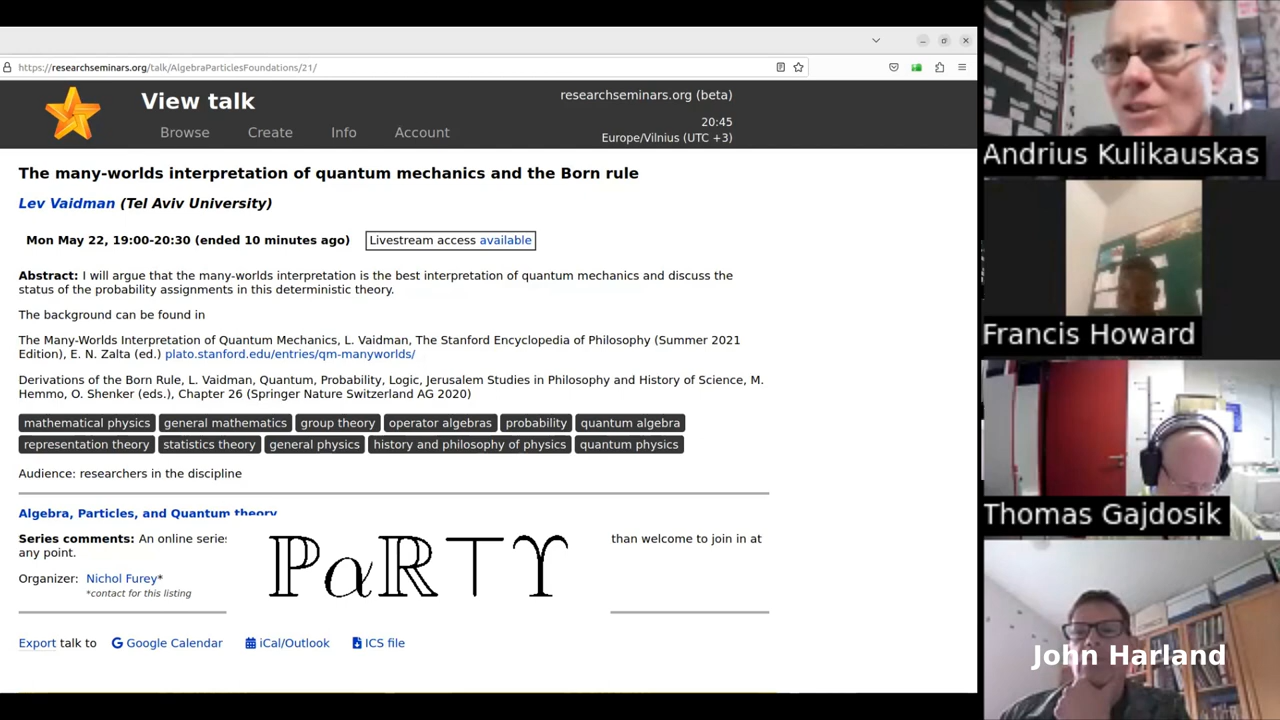 https://researchseminars.org/talk/AlgebraParticlesFoundations/21/
View talk
researchseminars.org (beta)
Browse Create Info Account
20:45
Europe/Vilnius (UTC +3)
The many-worlds interpretation of quantum mechanics and the Born rule
Lev Vaidman (Tel Aviv University)
Mon May 22, 19:00-20:30 (ended 10 minutes ago) Livestream access available
Abstract: I will argue that the many-worlds interpretation is the best interpretation of quantum mechanics and discuss the
status of the probability assignments in this deterministic theory.
The background can be found in
The Many-Worlds Interpretation of Quantum Mechanics, L. Vaidman, The Stanford Encyclopedia of Philosophy (Summer 2021
Edition), E. N. Zalta (ed.) plato.stanford.edu/entries/qm-manyworlds/
Derivations of the Born Rule, L. Vaidman, Quantum, Probability, Logic, Jerusalem Studies in Philosophy and History of Science, M.
Hemmo, O. Shenker (eds.), Chapter 26 (Springer Nature Switzerland AG 2020)
mathematical physics general mathematics group theory operator algebras probability quantum algebra
representation theory statistics theory general physics history and philosophy of physics quantum physics
Audience: researchers in the discipline
Algebra, Particles, and Quantum theory
Series comments: An online series than welcome to join in at
any point.
ℙαℝ⊤ϒ
Organizer: Nichol Furey*
*contact for this listing
Export talk to Google Calendar iCal/Outlook ICS file
Andrius Kulikauskas
Francis Howard
Thomas Gajdosik
John Harland